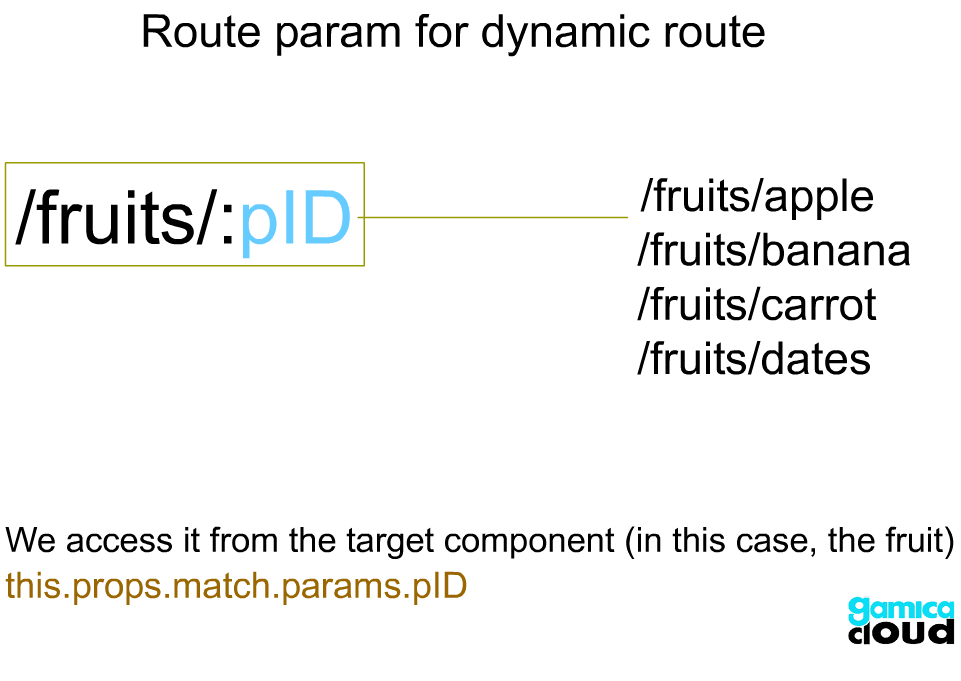 Route param for dynamic route
/fruits/:pID
/fruits/apple
/fruits/banana
/fruits/carrot
/fruits/dates
We access it from the target component (in this case, the fruit)
this.props.match.params.pID
gamica
cloud